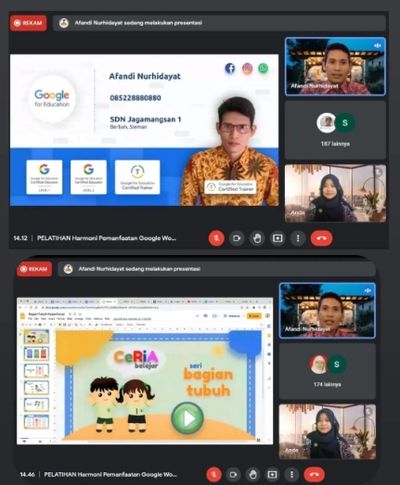 REKAM
Afandi Nurhidayat sedang melakukan presentasi
Google
for Education
Afandi Nurhidayat
085228880880
SDN Jagamangsan 1
Berbah, Sleman
Google for Education
Certified Educator
LEVEL 1
Google for Education
Certified Educator
LEVEL 2
Google for Education
Certified Trainer
Google for Education
Certified Trainer
Afandi Nurhidayat
S
187 lainnya
Anda
14.12 | PELATIHAN Harmoni Pemanfaatan Google Wo...
REKAM
Afandi Nurhidayat sedang melakukan presentasi
CeRiA
belajar
seri
bagian
tubuh
Afandi Nurhidayat
S
174 lainnya
Anda
14.46 | PELATIHAN Harmoni Pemanfaatan Google Wo...